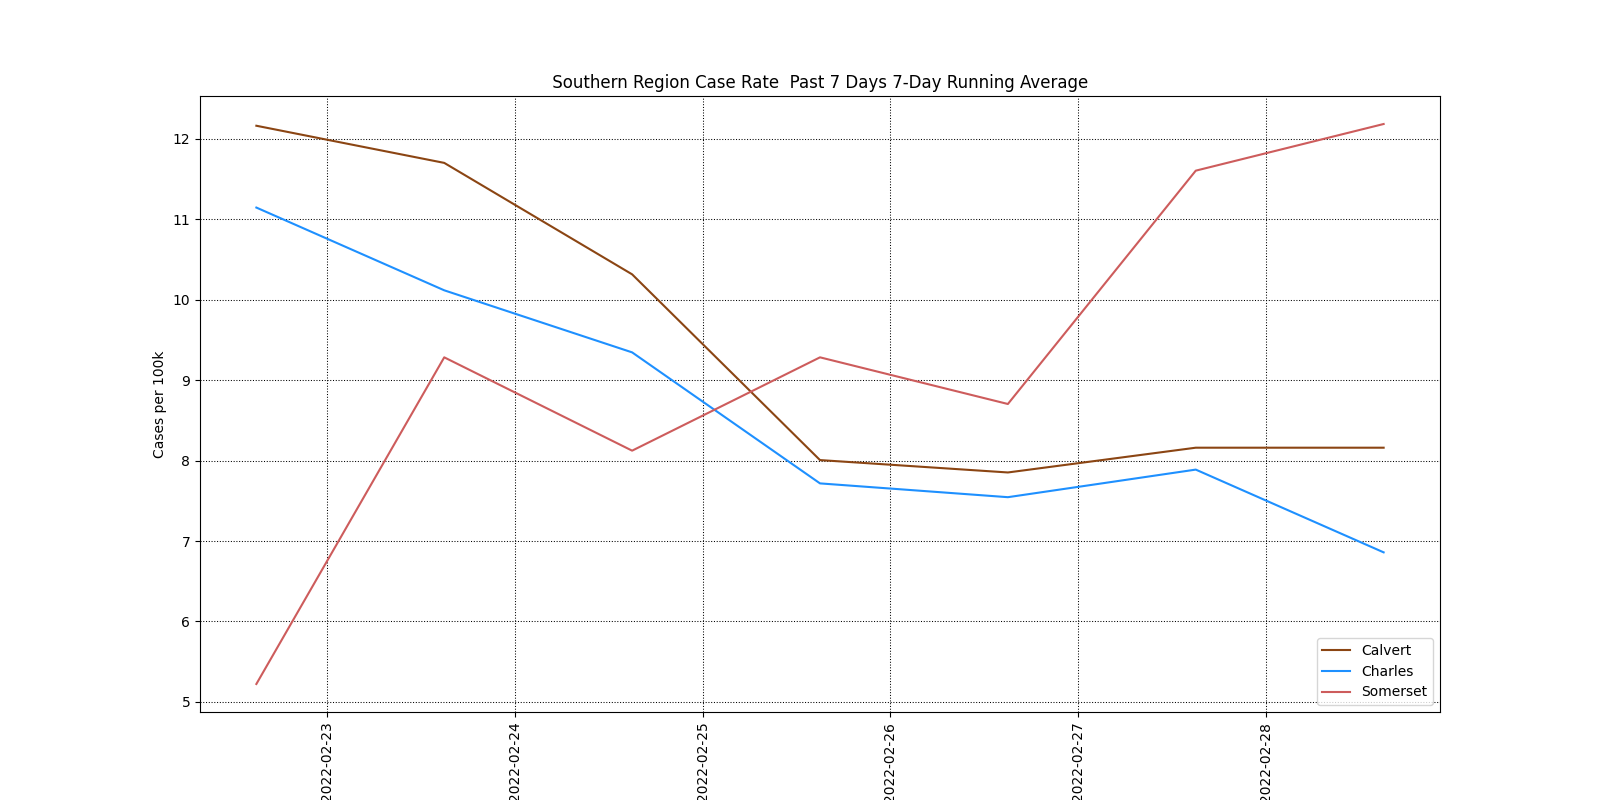 Southern Region Case Rate  Past 7 Days 7-Day Running Average
12
11
10
9
8
7
6
5
Cases per 100k
2022-02-23
2022-02-24
2022-02-25
2022-02-26
2022-02-27
2022-02-28
Calvert
Charles
Somerset